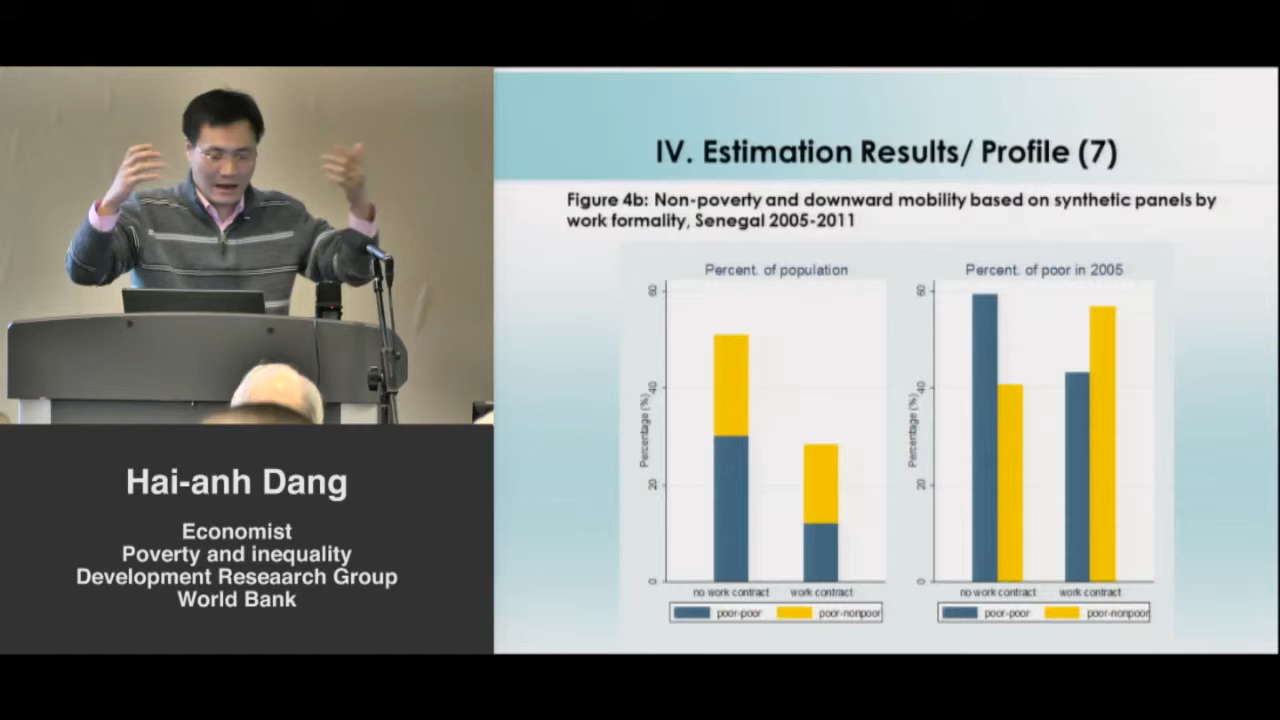 IV. Estimation Results/ Profile (7)
Figure 4b: Non-poverty and downward mobility based on synthetic panels by
work formality, Senegal 2005-2011
Percent. of population
Percentage (%)
0
20
40
60
no work contract
work contract
poor-poor
poor-nonpoor
Percent. of poor in 2005
Percentage (%)
0
20
40
60
no work contract
work contract
poor-poor
poor-nonpoor
Hai-anh Dang
Economist
Poverty and inequality
Development Reseaarch Group
World Bank